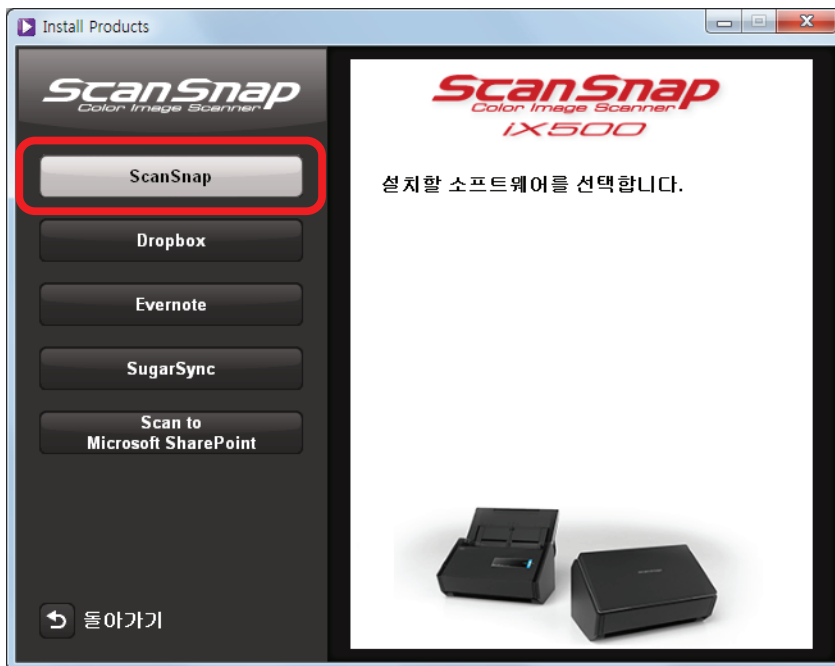 Install Products
ScanSnap
Color Image Scanner
ScanSnap
Dropbox
Evernote
SugarSync
Scan to
Microsoft SharePoint
돌아가기
ScanSnap
Color Image Scanner
iX500
설치할 소프트웨어를 선택합니다.